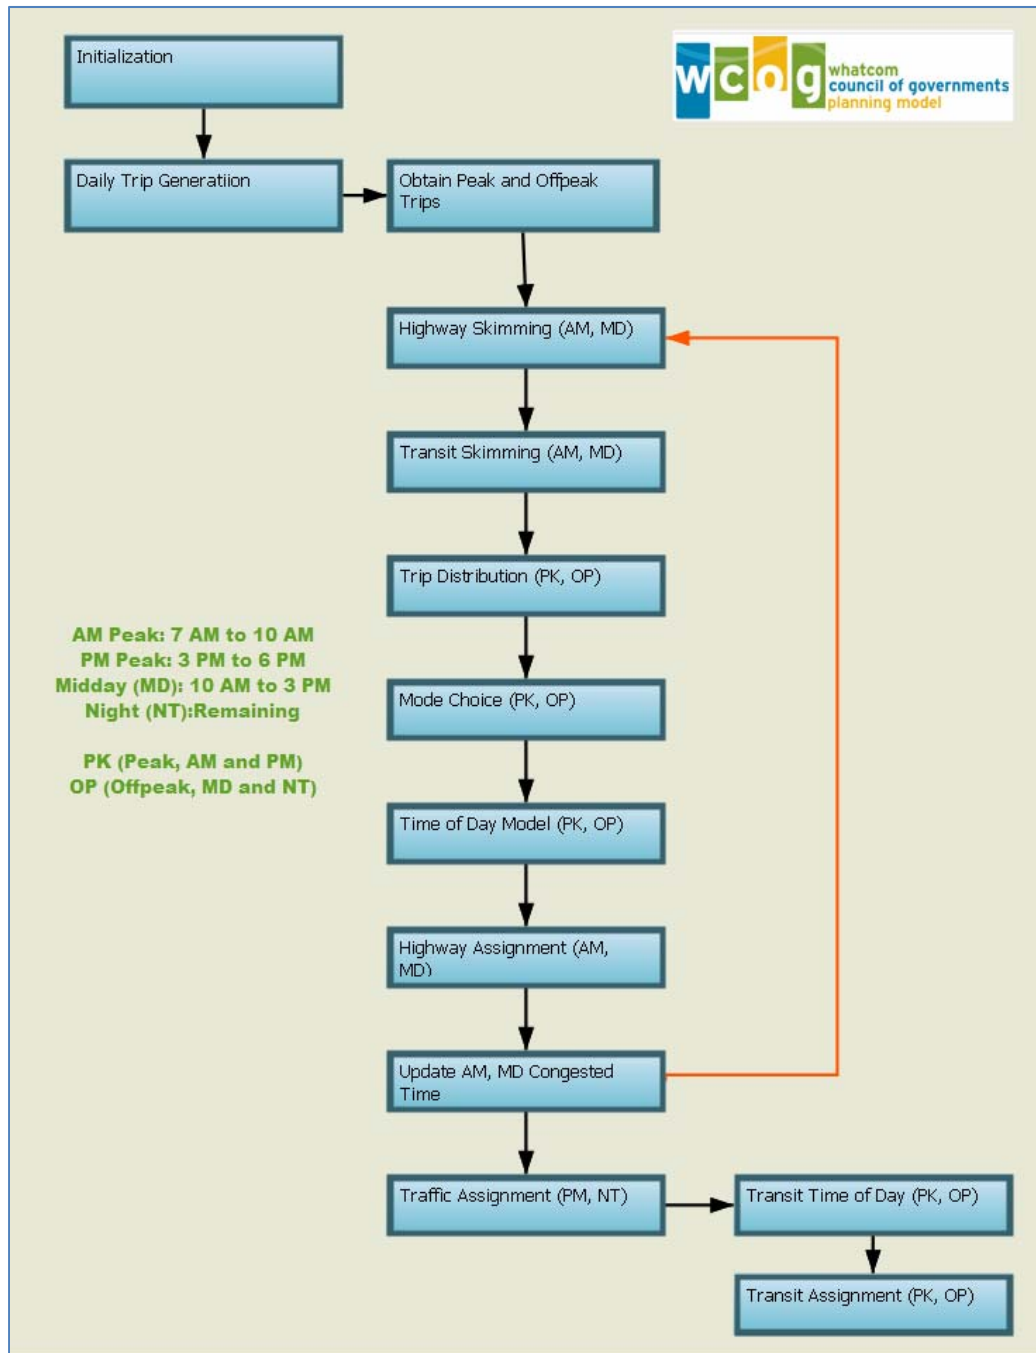 Initialization
wcog
whatcom
council of governments
planning model
Daily Trip Generatiion
Obtain Peak and Offpeak
Trips
Highway Skimming (AM, MD)
Transit Skimming (AM, MD)
Trip Distribution (PK, OP)
AM Peak: 7 AM to 10 AM
PM Peak: 3 PM to 6 PM
Midday (MD): 10 AM to 3 PM
Night (NT):Remaining
PK (Peak, AM and PM)
OP (Offpeak, MD and NT)
Mode Choice (PK, OP)
Time of Day Model (PK, OP)
Highway Assignment (AM,
MD)
Update AM, MD Congested
Time
Traffic Assignment (PM, NT)
Transit Time of Day (PK, OP)
Transit Assignment (PK, OP)